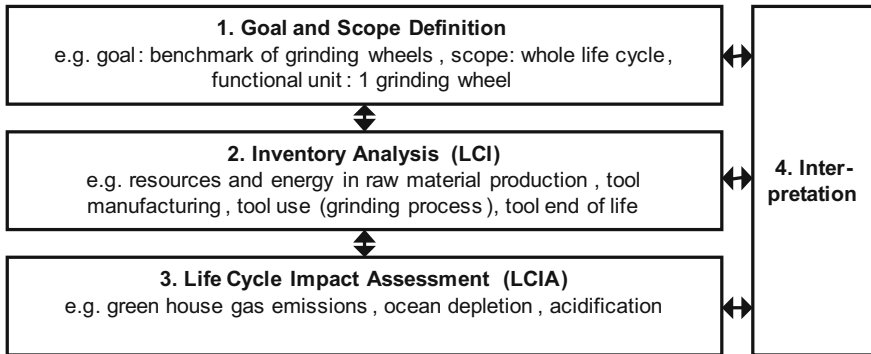 1. Goal and Scope Definition
e.g. goal: benchmark of grinding wheels , scope: whole life cycle,
functional unit : 1 grinding wheel
2. Inventory Analysis (LCI)
e.g. resources and energy in raw material production , tool
manufacturing , tool use (grinding process), tool end of life
3. Life Cycle Impact Assessment (LCIA)
e.g. green house gas emissions , ocean depletion , acidification
4. Inter-
pretation